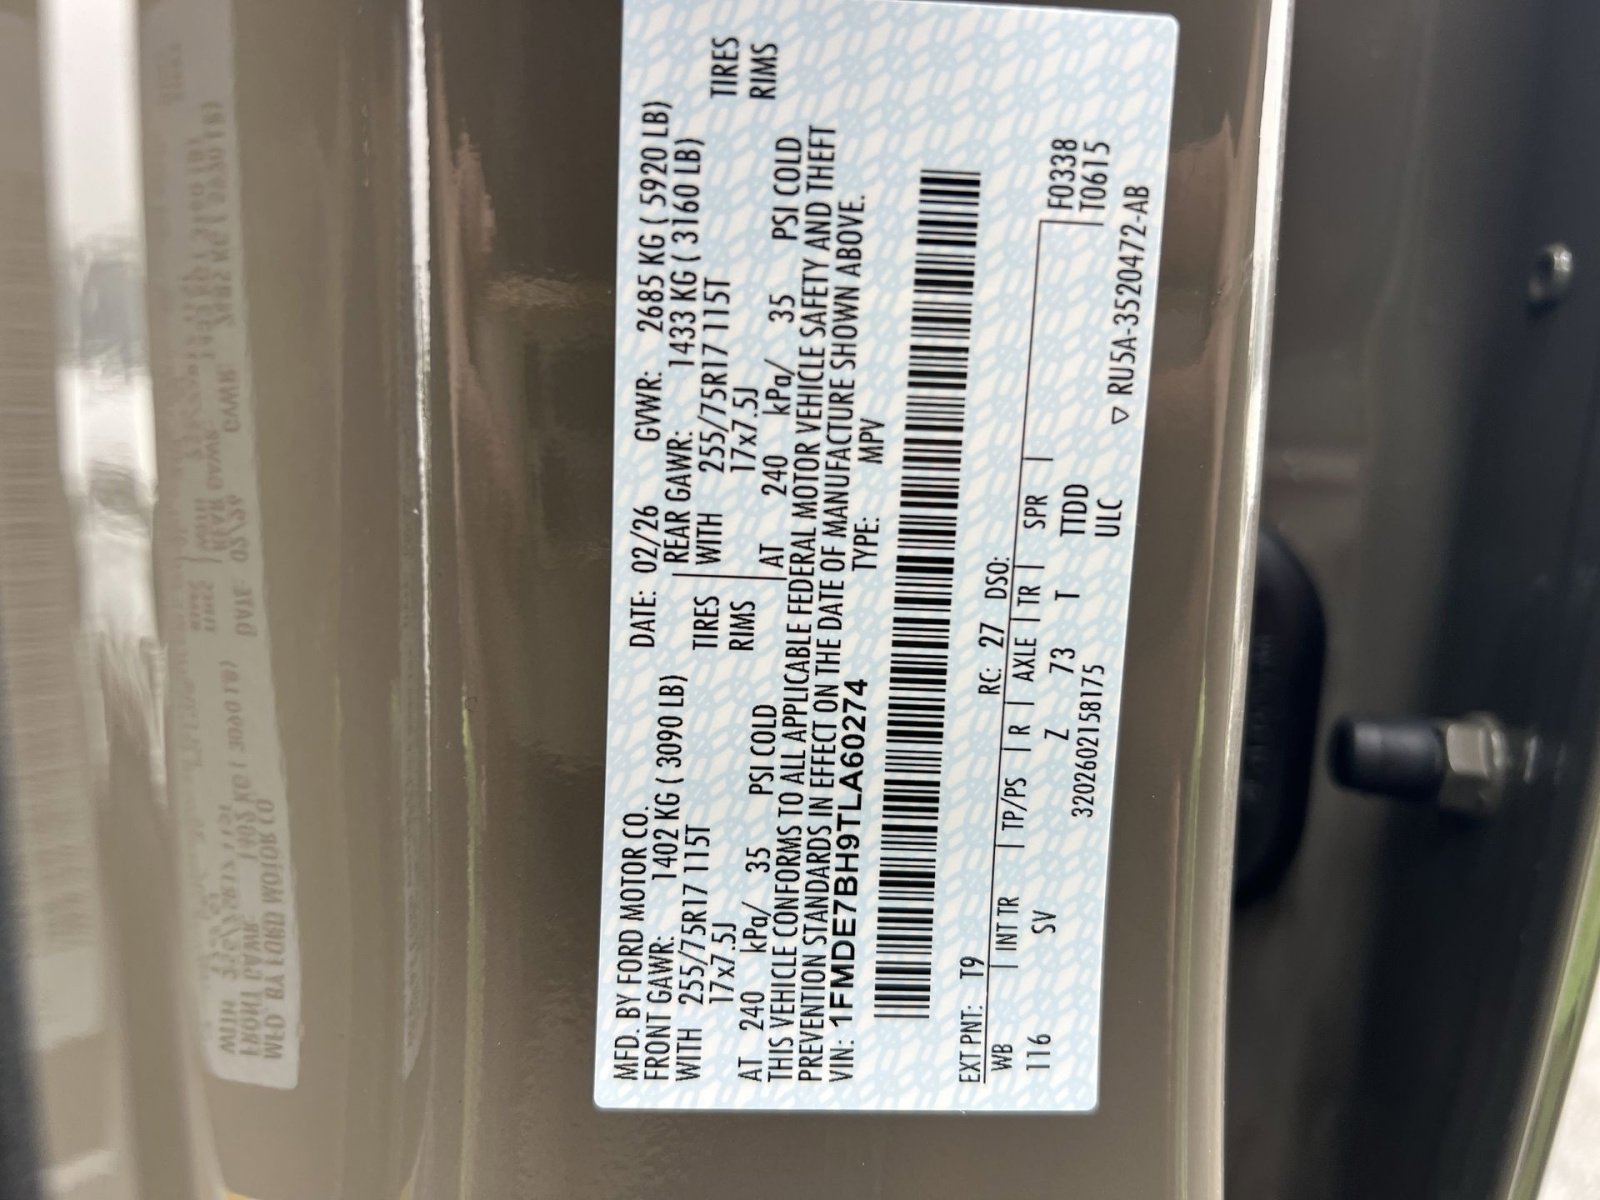 MFD. BY FORD MOTOR CO.
DATE: 02/26 GVWR: 2685 KG ( 5920 LB)
FRONT GAWR: 1402 KG ( 3090 LB) REAR GAWR: 1433 KG ( 3160 LB)
WITH 255/75R17 115T TIRES WITH 255/75R17 115T TIRES
17x7.5J RIMS 17x7.5J RIMS
AT 240 kPa/ 35 PSI COLD AT 240 kPa/ 35 PSI COLD
THIS VEHICLE CONFORMS TO ALL APPLICABLE FEDERAL MOTOR VEHICLE SAFETY AND THEFT
PREVENTION STANDARDS IN EFFECT ON THE DATE OF MANUFACTURE SHOWN ABOVE.
VIN: 1FMDE7BH9TLA60274 TYPE: MPV
EXT PNT: T9 RC: 27 DSO:
F0338
T0615
WB | INT TR | TP/PS | R | AXLE | TR | SPR |
116 SV Z 73 T TTDD
3202602158175 ULC
▽ RU5A-3520472-AB